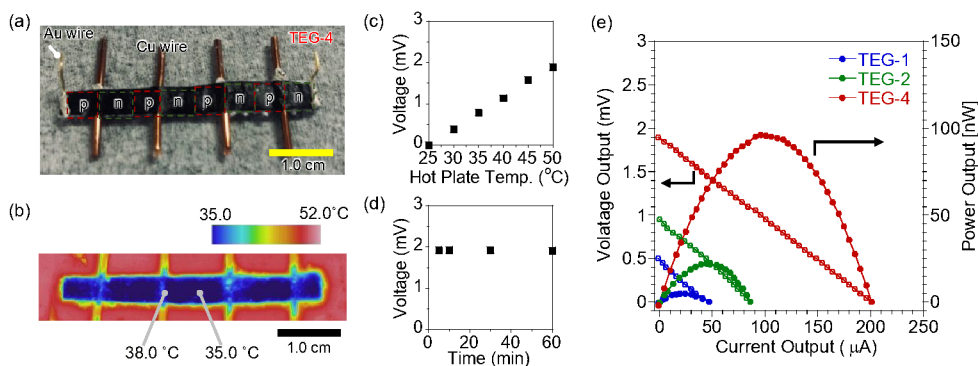 (a)
Au wire
Cu wire
TEG-4
p n p n p n p n
1.0 cm
(b)
35.0 52.0°C
38.0 °C 35.0 °C
1.0 cm
(c)
Voltage (mV)
3
2
1
0
25 30 35 40 45 50
Hot Plate Temp. (°C)
(d)
Voltage (mV)
3
2
1
0
0 20 40 60
Time (min)
(e)
Volatage Output (mV)
3
2.5
2
1.5
1
0.5
0
TEG-1
TEG-2
TEG-4
150
100
50
0
Power Output [nW]
0 50 100 150 200 250
Current Output ( μA)